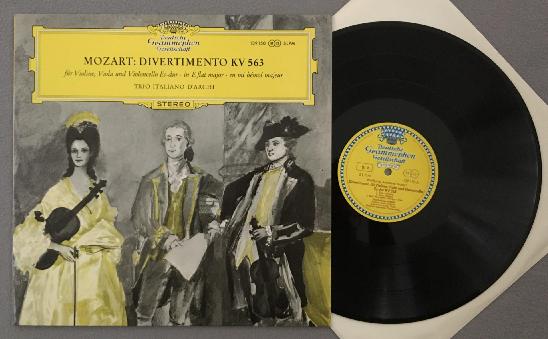 Deutsche
Grammophon
Gesellschaft
SLPM
MOZART: DIVERTIMENTO KV 563
für Violine, Viola und Violoncello Es-dur · in E flat major · en mi bémol majeur
TRIO ITALIANO D'ARCHI
STEREO
Deutsche
Grammophon
Gesellschaft